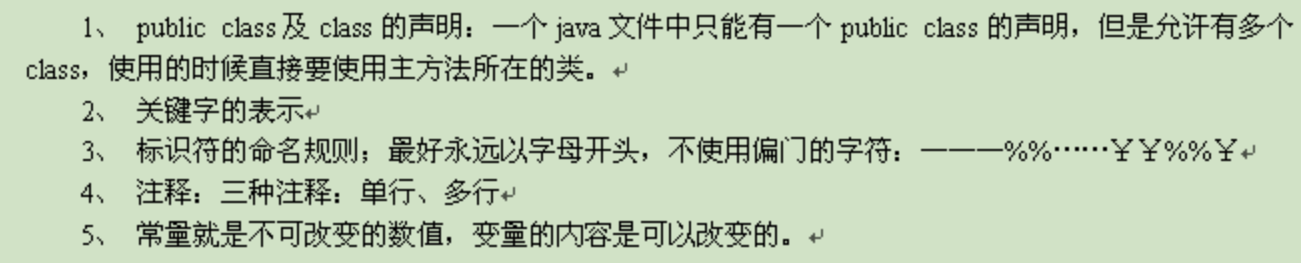 1、 public class及 class 的声明：一个 java 文件中只能有一个 public class 的声明，但是允许有多个
class，使用的时候直接要使用主方法所在的类。↵
2、 关键字的表示↵
3、 标识符的命名规则；最好永远以字母开头，不使用偏门的字符：———%%……￥￥%%￥↵
4、 注释：三种注释：单行、多行↵
5、 常量就是不可改变的数值，变量的内容是可以改变的。↵